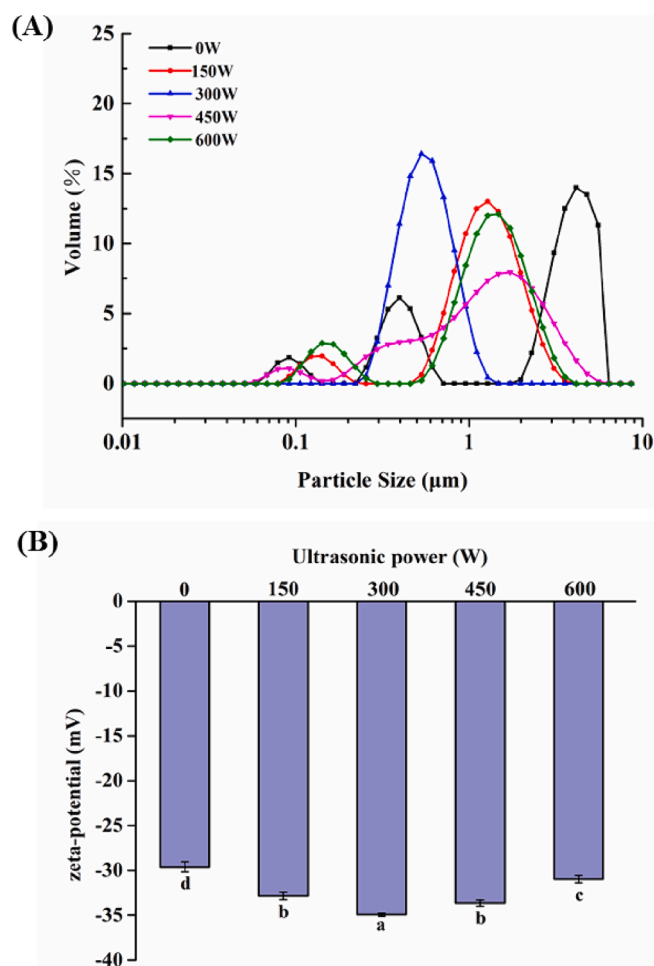 (A)
25
20
15
10
5
0
Volume (%)
0W
150W
300W
450W
600W
0.01
0.1
1
10
Particle Size (μm)
(B)
Ultrasonic power (W)
0
150
300
450
600
0
-5
-10
-15
-20
-25
-30
-35
-40
zeta-potential (mV)
d
b
a
b
c